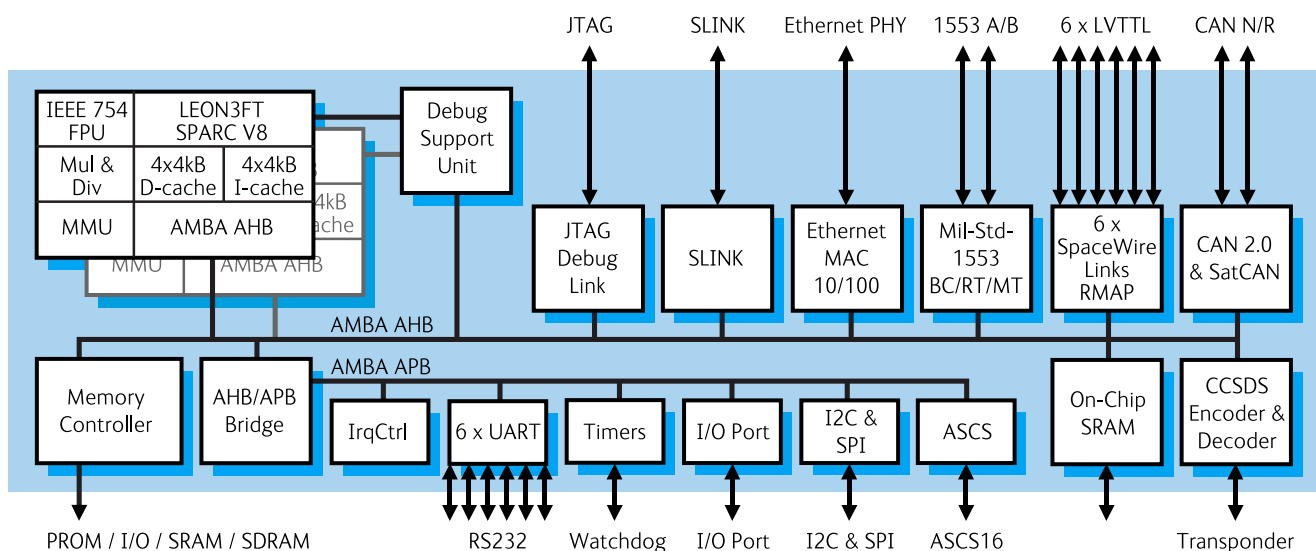 JTAG
SLINK
Ethernet PHY
1553 A/B
6 x LVTTL
CAN N/R
IEEE 754
FPU
LEON3FT
SPARC V8
Mul &
Div
4x4kB
D-cache
4x4kB
I-cache
MMU
AMBA AHB
4kB
ache
MMU
AMBA AHB
Debug
Support
Unit
JTAG
Debug
Link
SLINK
Ethernet
MAC
10/100
Mil-Std-
1553
BC/RT/MT
6 x
SpaceWire
Links
RMAP
CAN 2.0
& SatCAN
AMBA AHB
AMBA APB
Memory
Controller
AHB/APB
Bridge
IrqCtrl
6 x UART
Timers
I/O Port
I2C &
SPI
ASCS
On-Chip
SRAM
CCSDS
Encoder &
Decoder
PROM / I/O / SRAM / SDRAM
RS232
Watchdog
I/O Port
I2C & SPI
ASCS16
Transponder